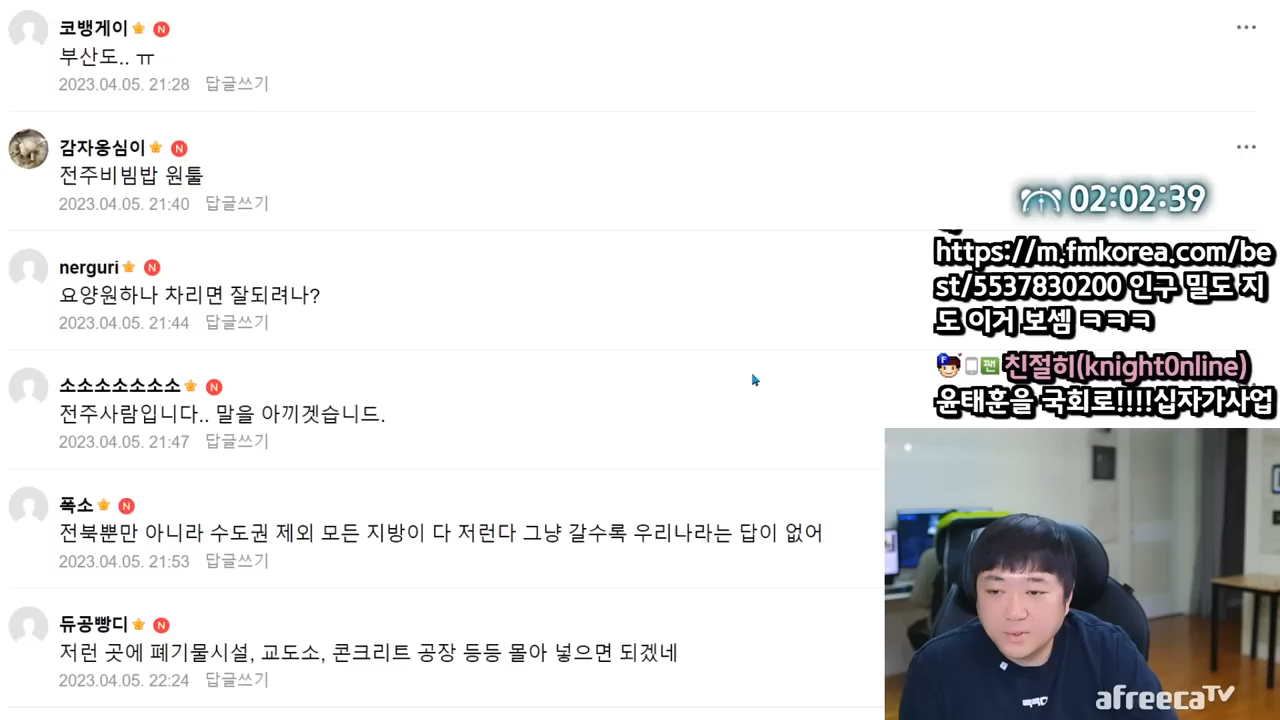 코뱅게이 N
부산도.. ㅠ
2023.04.05. 21:28 답글쓰기
감자옹심이 N
전주비빔밥 원툴
2023.04.05. 21:40 답글쓰기
nerguri N
요양원하나 차리면 잘되려나?
2023.04.05. 21:44 답글쓰기
소소소소소소소 N
전주사람입니다.. 말을 아끼겟습니드.
2023.04.05. 21:47 답글쓰기
폭소 N
전북뿐만 아니라 수도권 제외 모든 지방이 다 저런다 그냥 갈수록 우리나라는 답이 없어
2023.04.05. 21:53 답글쓰기
듀공빵디 N
저런 곳에 폐기물시설, 교도소, 콘크리트 공장 등등 몰아 넣으면 되겠네
2023.04.05. 22:24 답글쓰기
02:02:39
https://m.fmkorea.com/be
st/5537830200 인구 밀도 지
도 이거 보셈 ㅋㅋㅋ
팬 친절히(knight0nline)
윤태훈을 국회로!!!!십자가사업
afreecaTV